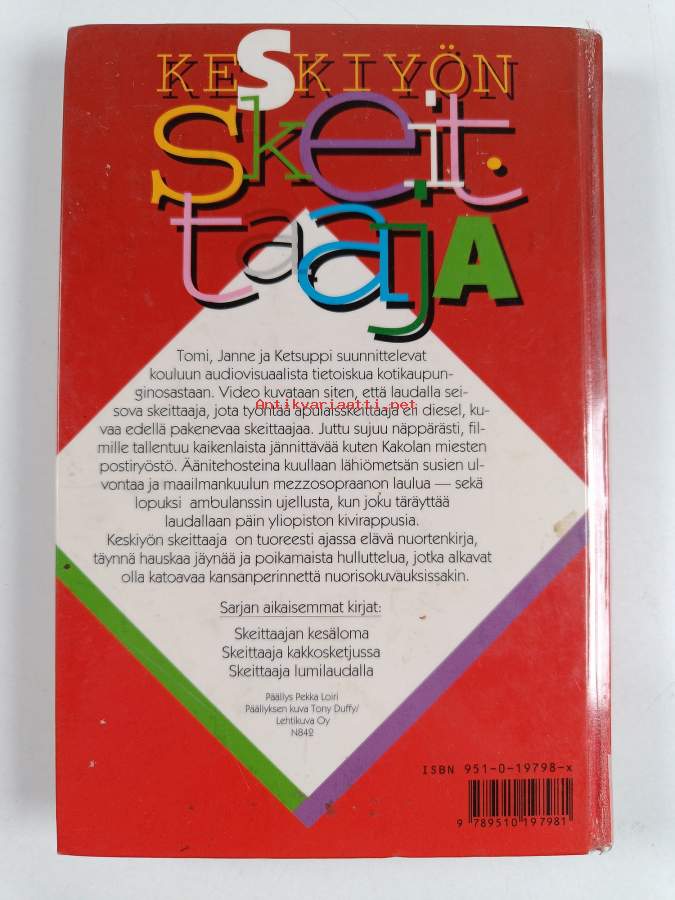 KESKIYÖN
skeit-
taaja
Tomi, Janne ja Ketsuppi suunnittelevat
kouluun audiovisuaalista tietoiskua kotikaupun-
ginosastaan. Video kuvataan siten, että laudalla sei-
sova skeittaaja, jota työntää apulaisskeittaaja eli diesel, ku-
vaa edellä pakenevaa skeittaajaa. Juttu sujuu näppärästi, fil-
mille tallentuu kaikenlaista jännittävää kuten Kakolan miesten
postiryöstö. Äänitehosteina kuullaan lähiömetsän susien ul-
vontaa ja maailmankuulun mezzosopraanon laulua — sekä
lopuksi ambulanssin ujellusta, kun joku täräyttää
laudallaan päin yliopiston kivirappusia.
Keskiyön skeittaaja on tuoreesti ajassa elävä nuortenkirja,
täynnä hauskaa jäynää ja poikamaista hulluttelua, jotka alkavat
olla katoavaa kansanperinnettä nuorisokuvauksissakin.
Sarjan aikaisemmat kirjat:
Skeittaajan kesäloma
Skeittaaja kakkosketjussa
Skeittaaja lumilaudalla
Päällys Pekka Loiri
Päällyksen kuva Tony Duffy/
Lehtikuva Oy
N842
ISBN 951-0-19798-x
9 789510 197981
Antikvariaatti.net